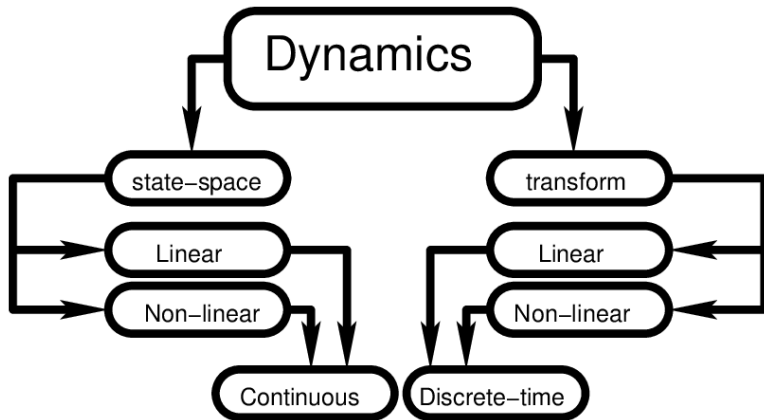 Dynamics
state-space
transform
Linear
Linear
Non-linear
Non-linear
Continuous
Discrete-time